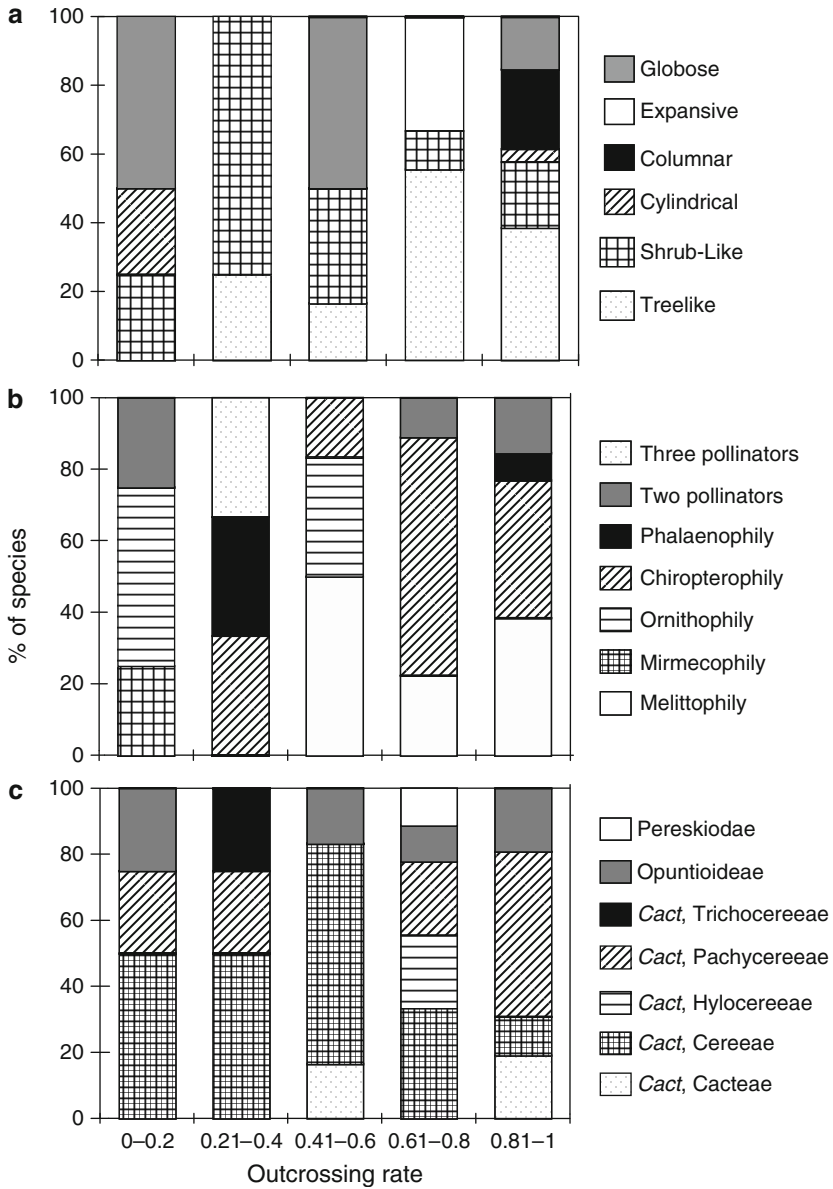 a
100
80
60
40
20
0
Globose
Expansive
Columnar
Cylindrical
Shrub-Like
Treelike
% of species
b
100
80
60
40
20
0
Three pollinators
Two pollinators
Phalaenophily
Chiropterophily
Ornithophily
Mirmecophily
Melittophily
c
100
80
60
40
20
0
Pereskiodae
Opuntioideae
Cact, Trichocereeae
Cact, Pachycereeae
Cact, Hylocereeae
Cact, Cereeae
Cact, Cacteae
0–0.2 0.21–0.4 0.41–0.6 0.61–0.8 0.81–1
Outcrossing rate